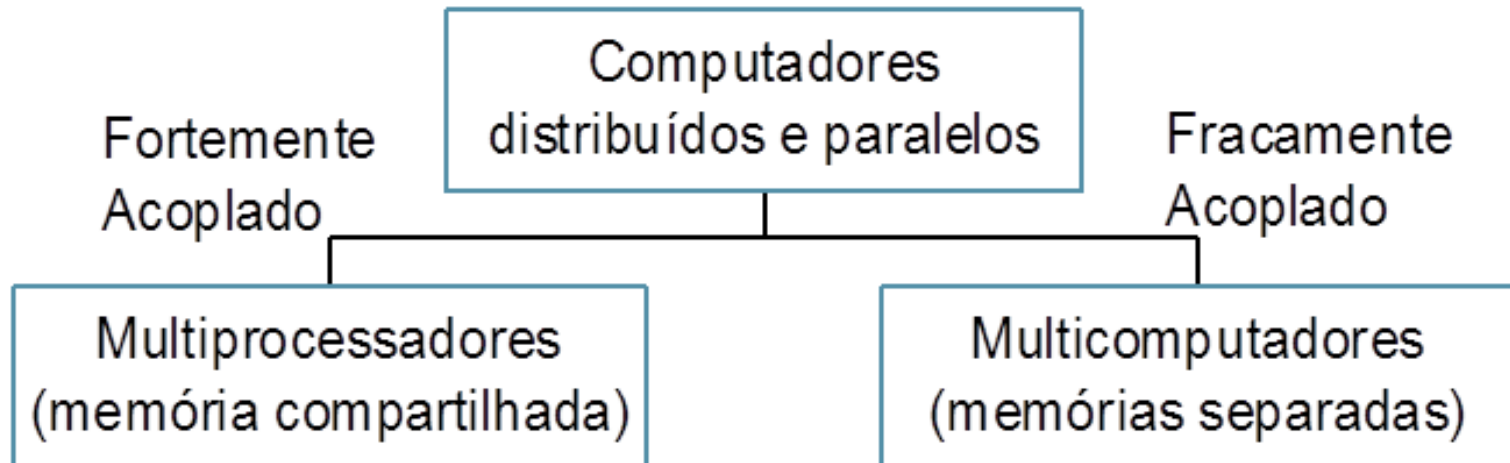 Computadores
distribuídos e paralelos
Fortemente
Acoplado
Fracamente
Acoplado
Multiprocessadores
(memória compartilhada)
Multicomputadores
(memórias separadas)